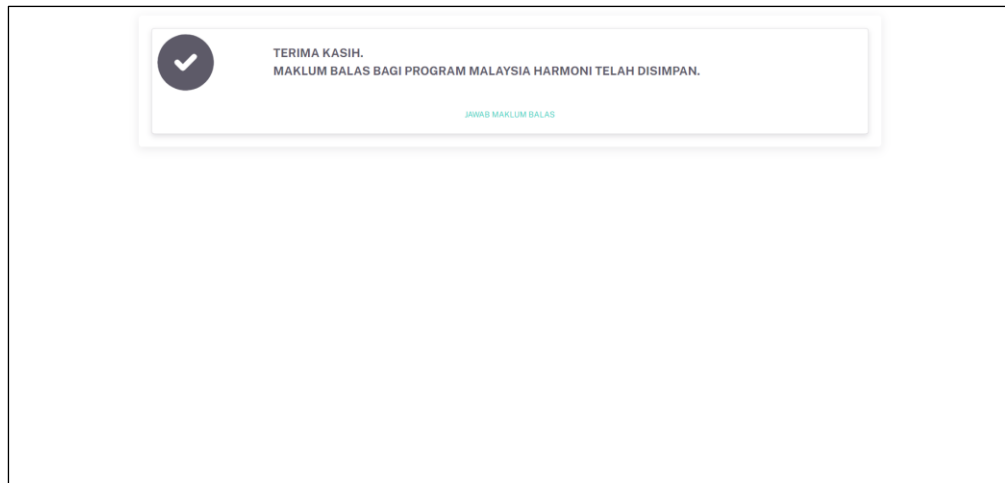 TERIMA KASIH.
MAKLUM BALAS BAGI PROGRAM MALAYSIA HARMONI TELAH DISIMPAN.
JAWAB MAKLUM BALAS